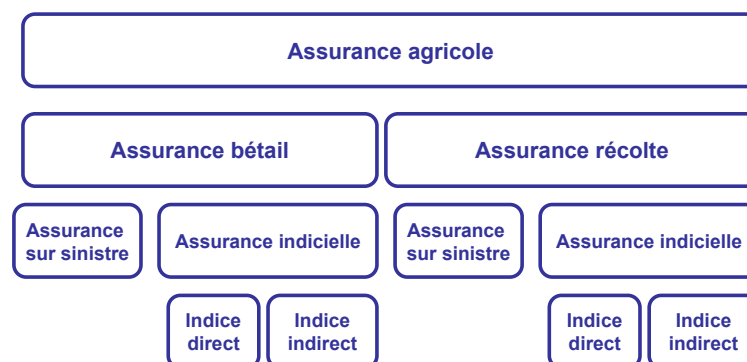 Assurance agricole
Assurance bétail
Assurance récolte
Assurance
sur sinistre
Assurance indicielle
Assurance
sur sinistre
Assurance indicielle
Indice
direct
Indice
indirect
Indice
direct
Indice
indirect